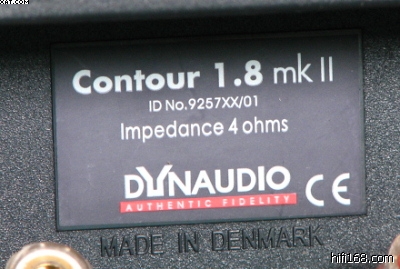 Contour 1.8 mk II
ID No.9257XX/01
Impedance 4 ohms
DYNAUDIO
AUTHENTIC FIDELITY
CE
MADE IN DENMARK
hifi168.com